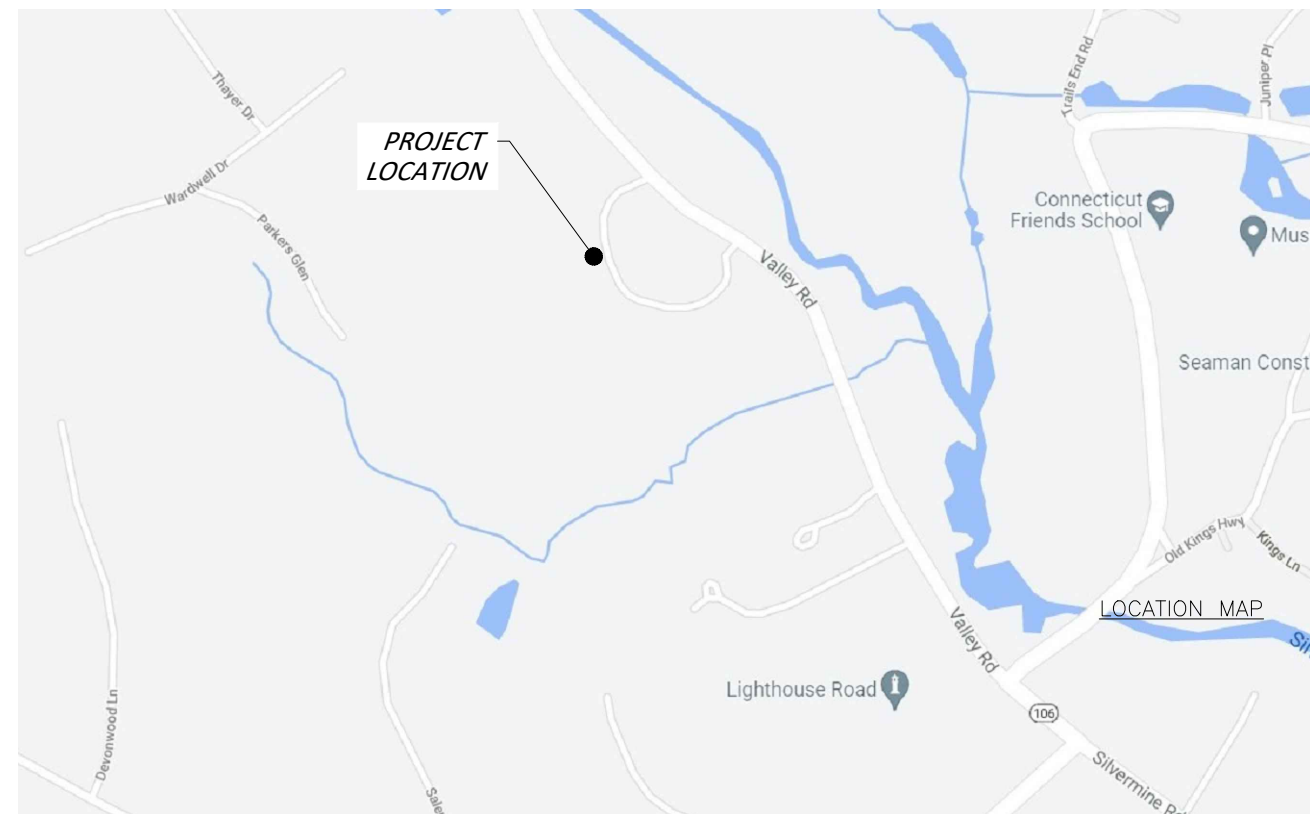 Thayer Dr
Trails End Rd
Juniper Pl
PROJECT
LOCATION
Wardwell Dr
Parkers Glen
Connecticut
Friends School
Mus
Valley Rd
Seaman Const
Old Kings Hwy
Kings Ln
LOCATION MAP
Valley Rd
Lighthouse Road
Devonwood Ln
106
Silvermine